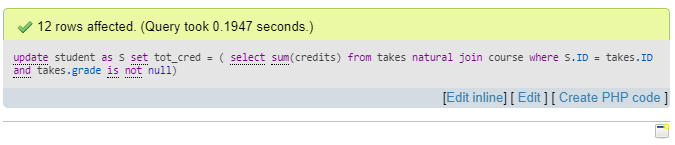 12 rows affected. (Query took 0.1947 seconds.)
update student as S set tot_cred = ( select sum(credits) from takes natural join course where S.ID = takes.ID
and takes.grade is not null)
[Edit inline] [ Edit ] [ Create PHP code ]